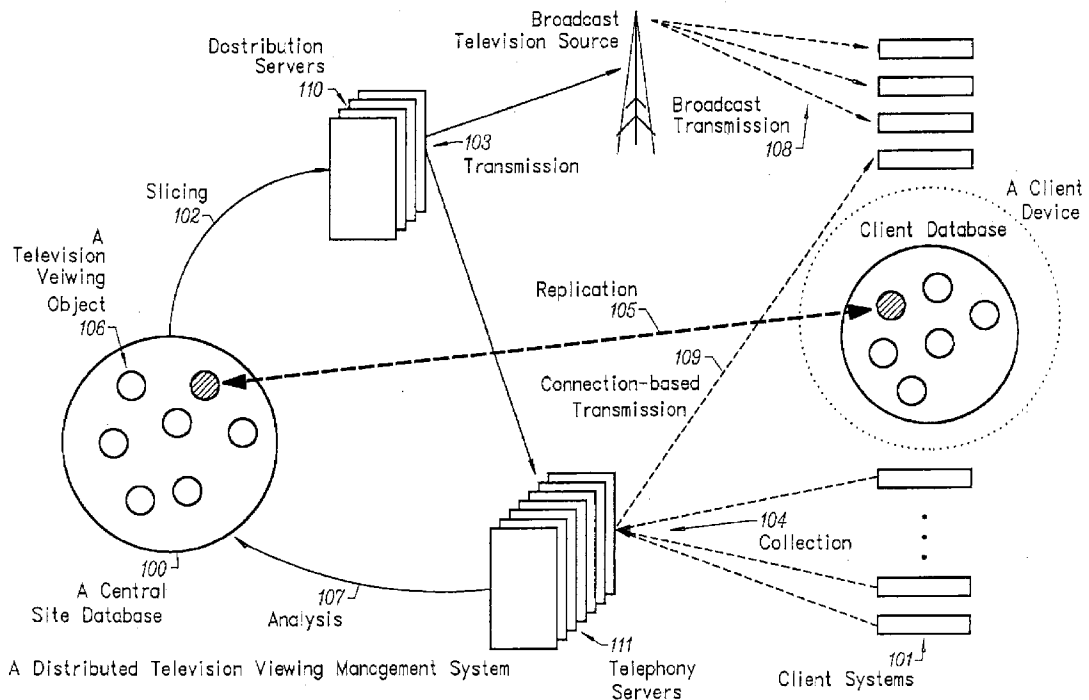 Dostribution
Servers
110
Broadcast
Television Source
Broadcast
Transmission
108
103
Transmission
Slicing
102
A Client
Device
Client Database
A
Television
Veiwing
Object
106
Replication
105
109
Connection-based
Transmission
104
Collection
100
A Central
Site Database
107
Analysis
111
Telephony
Servers
101
Client Systems
A Distributed Television Viewing Mancgement System